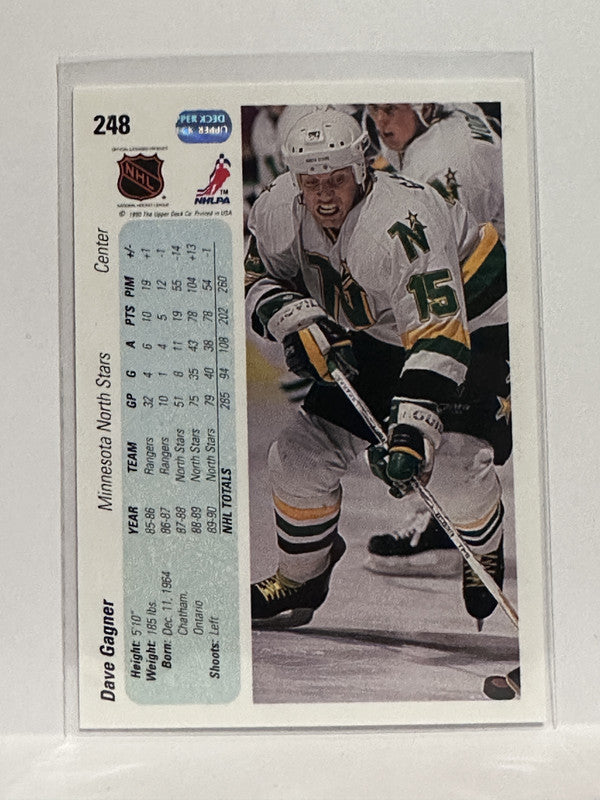 248
UPPER DECK
NHL
NHLPA
TM
© 1990 The Upper Deck Co. Printed in USA
Dave Gagner Minnesota North Stars Center
Height: 5'10"
Weight: 185 lbs.
Born: Dec. 11, 1964
Chatham,
Ontario
Shoots: Left
YEAR TEAM GP G A PTS PIM +/-
85-86 Rangers 32 4 6 10 19 +1
86-87 Rangers 10 1 4 5 12 -1
87-88 North Stars 51 8 11 19 55 -14
88-89 North Stars 75 35 43 78 104 +13
89-90 North Stars 79 40 38 78 54 -1
NHL TOTALS 285 94 108 202 260
N
N
15